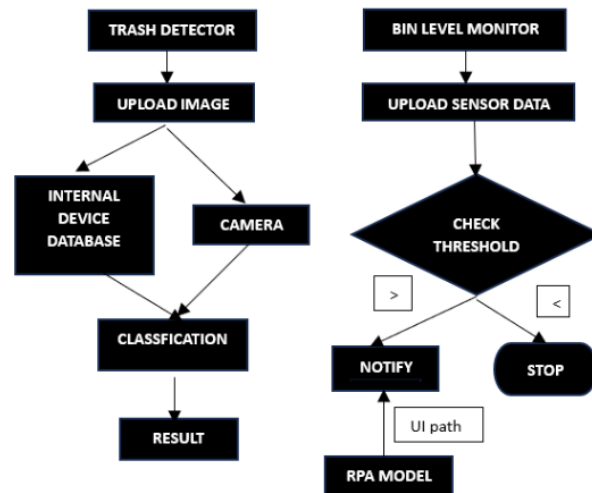 TRASH DETECTOR
UPLOAD IMAGE
INTERNAL
DEVICE
DATABASE
CAMERA
CLASSFICATION
RESULT
BIN LEVEL MONITOR
UPLOAD SENSOR DATA
CHECK
THRESHOLD
>
<
NOTIFY
STOP
UI path
RPA MODEL